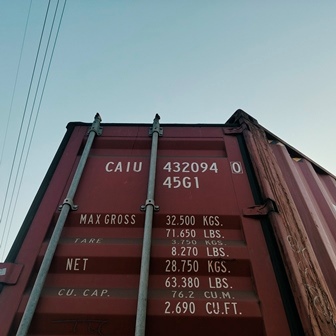 CAIU 432094 0
45G1
MAX GROSS 32.500 KGS.
71.650 LBS.
TARE 3.750 KGS.
8.270 LBS.
NET 28.750 KGS.
63.380 LBS.
CU. CAP. 76.2 CU.M.
2.690 CU.FT.